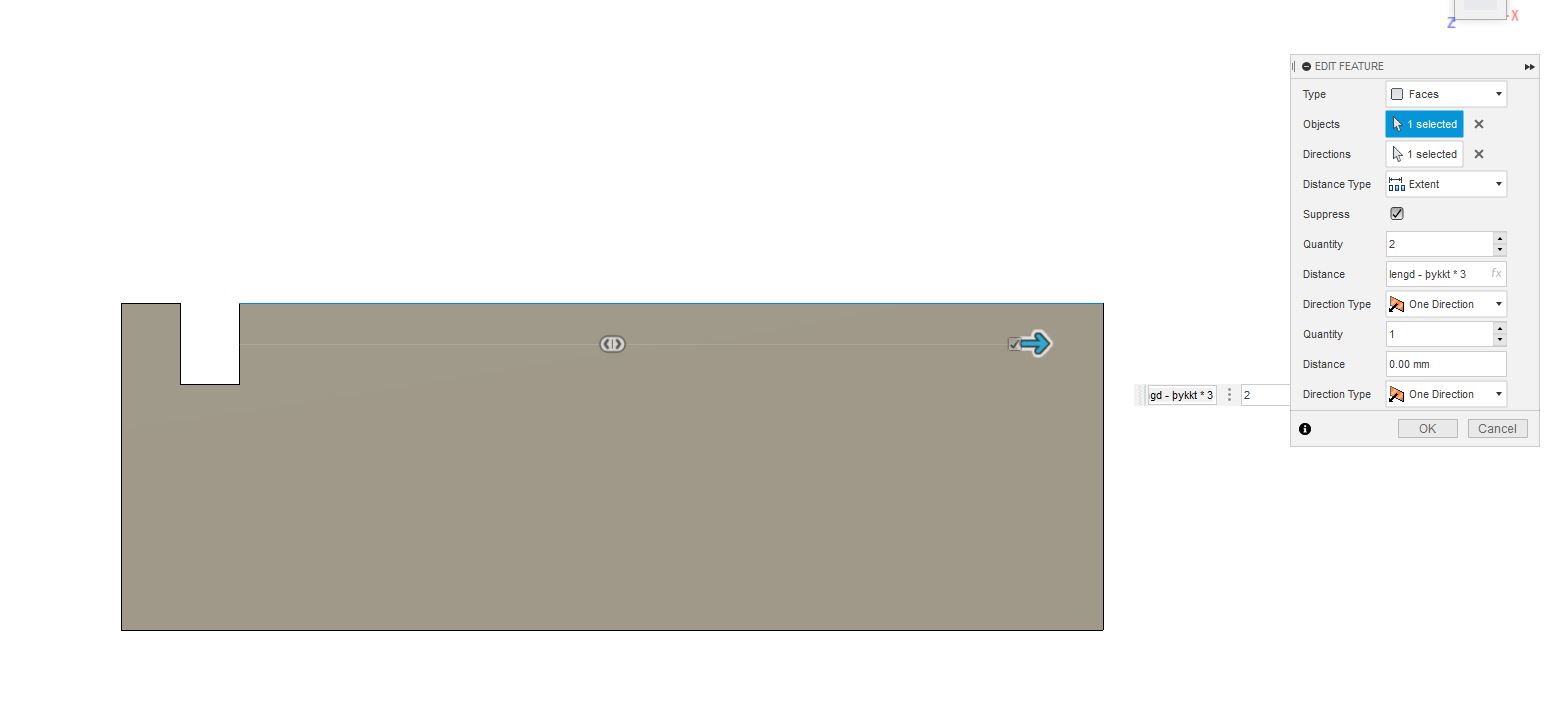 Z
X
EDIT FEATURE
Type Faces
Objects 1 selected
Directions 1 selected
Distance Type Extent
Suppress
Quantity 2
Distance lengd - þykkt * 3 fx
Direction Type One Direction
Quantity 1
Distance 0.00 mm
gd - þykkt * 3 2
Direction Type One Direction
OK Cancel